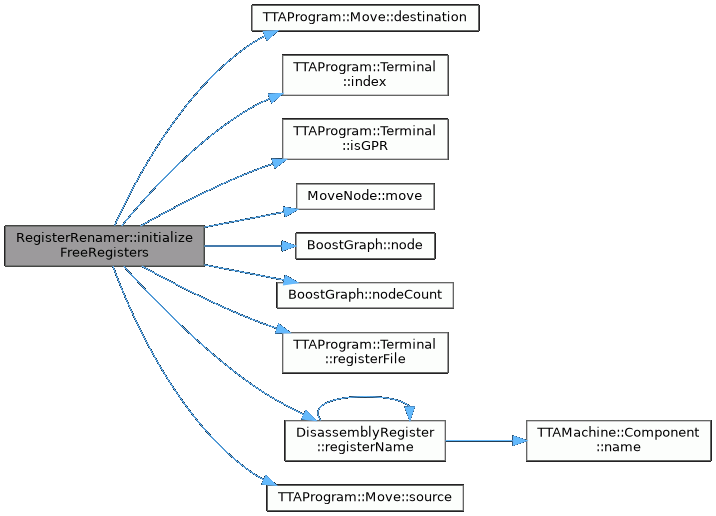 TTAProgram::Move::destination
TTAProgram::Terminal
::index
TTAProgram::Terminal
::isGPR
MoveNode::move
RegisterRenamer::initialize
FreeRegisters
BoostGraph::node
BoostGraph::nodeCount
TTAProgram::Terminal
::registerFile
DisassemblyRegister
::registerName
TTAMachine::Component
::name
TTAProgram::Move::source